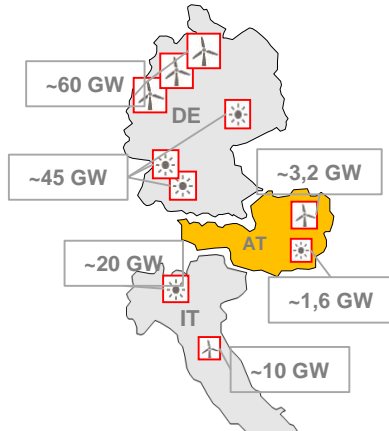 ~60 GW
DE
~45 GW
~3,2 GW
AT
~20 GW
~1,6 GW
IT
~10 GW